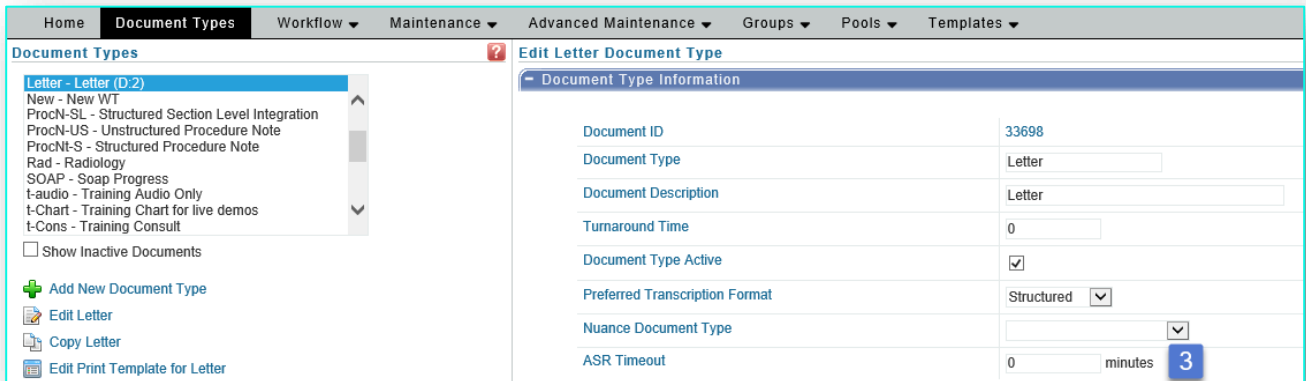 Home Document Types Workflow Maintenance Advanced Maintenance Groups Pools Templates
Document Types ?
Letter - Letter (D:2)
New - New WT
ProcN-SL - Structured Section Level Integration
ProcN-US - Unstructured Procedure Note
ProcNt-S - Structured Procedure Note
Rad - Radiology
SOAP - Soap Progress
t-audio - Training Audio Only
t-Chart - Training Chart for live demos
t-Cons - Training Consult
Show Inactive Documents
Add New Document Type
Edit Letter
Copy Letter
Edit Print Template for Letter
Edit Letter Document Type
Document Type Information
Document ID 33698
Document Type Letter
Document Description Letter
Turnaround Time 0
Document Type Active
Preferred Transcription Format Structured
Nuance Document Type
ASR Timeout 0 minutes 3